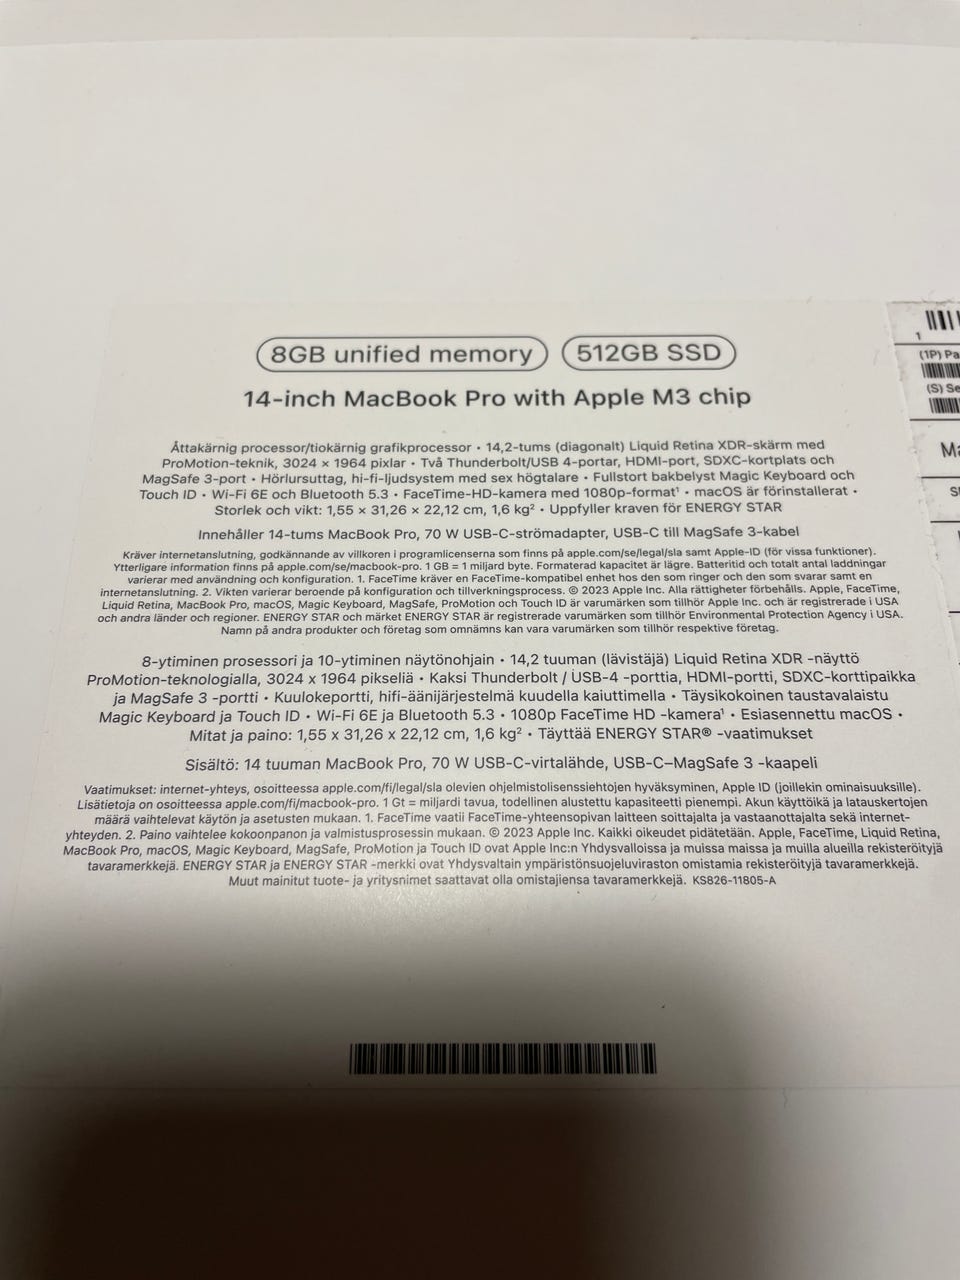 8GB unified memory 512GB SSD
14-inch MacBook Pro with Apple M3 chip
Åttakärnig processor/tiokärnig grafikprocessor • 14,2-tums (diagonalt) Liquid Retina XDR-skärm med
ProMotion-teknik, 3024 × 1964 pixlar • Två Thunderbolt/USB 4-portar, HDMI-port, SDXC-kortplats och
MagSafe 3-port • Hörlursuttag, hi-fi-ljudsystem med sex högtalare • Fullstort bakbelyst Magic Keyboard och
Touch ID • Wi-Fi 6E och Bluetooth 5.3 • FaceTime-HD-kamera med 1080p-format¹ • macOS är förinstallerat •
Storlek och vikt: 1,55 × 31,26 × 22,12 cm, 1,6 kg² • Uppfyller kraven för ENERGY STAR
Innehåller 14-tums MacBook Pro, 70 W USB-C-strömadapter, USB-C till MagSafe 3-kabel
Kräver internetanslutning, godkännande av villkoren i programlicenserna som finns på apple.com/se/legal/sla samt Apple-ID (för vissa funktioner).
Ytterligare information finns på apple.com/se/macbook-pro. 1 GB = 1 miljard byte. Formaterad kapacitet är lägre. Batteritid och totalt antal laddningar
varierar med användning och konfiguration. 1. FaceTime kräver en FaceTime-kompatibel enhet hos den som ringer och den som svarar samt en
internetanslutning. 2. Vikten varierar beroende på konfiguration och tillverkningsprocess. © 2023 Apple Inc. Alla rättigheter förbehålls. Apple, FaceTime,
Liquid Retina, MacBook Pro, macOS, Magic Keyboard, MagSafe, ProMotion och Touch ID är varumärken som tillhör Apple Inc. och är registrerade i USA
och andra länder och regioner. ENERGY STAR och märket ENERGY STAR är registrerade varumärken som tillhör Environmental Protection Agency i USA.
Namn på andra produkter och företag som omnämns kan vara varumärken som tillhör respektive företag.
8-ytiminen prosessori ja 10-ytiminen näytönohjain • 14,2 tuuman (lävistäjä) Liquid Retina XDR -näyttö
ProMotion-teknologialla, 3024 x 1964 pikseliä • Kaksi Thunderbolt / USB-4 -porttia, HDMI-portti, SDXC-korttipaikka
ja MagSafe 3 -portti • Kuulokeportti, hifi-äänijärjestelmä kuudella kaiuttimella • Täysikokoinen taustavalaistu
Magic Keyboard ja Touch ID • Wi-Fi 6E ja Bluetooth 5.3 • 1080p FaceTime HD -kamera¹ • Esiasennettu macOS •
Mitat ja paino: 1,55 x 31,26 x 22,12 cm, 1,6 kg² • Täyttää ENERGY STAR® -vaatimukset
Sisältö: 14 tuuman MacBook Pro, 70 W USB-C-virtalähde, USB-C–MagSafe 3 -kaapeli
Vaatimukset: internet-yhteys, osoitteessa apple.com/fi/legal/sla olevien ohjelmistolisenssiehtojen hyväksyminen, Apple ID (joillekin ominaisuuksille).
Lisätietoja on osoitteessa apple.com/fi/macbook-pro. 1 Gt = miljardi tavua, todellinen alustettu kapasiteetti pienempi. Akun käyttöikä ja latauskertojen
määrä vaihtelevat käytön ja asetusten mukaan. 1. FaceTime vaatii FaceTime-yhteensopivan laitteen soittajalta ja vastaanottajalta sekä internet-
yhteyden. 2. Paino vaihtelee kokoonpanon ja valmistusprosessin mukaan. © 2023 Apple Inc. Kaikki oikeudet pidätetään. Apple, FaceTime, Liquid Retina,
MacBook Pro, macOS, Magic Keyboard, MagSafe, ProMotion ja Touch ID ovat Apple Inc:n Yhdysvalloissa ja muissa maissa ja muilla alueilla rekisteröityjä
tavaramerkkejä. ENERGY STAR ja ENERGY STAR -merkki ovat Yhdysvaltain ympäristönsuojeluviraston omistamia rekisteröityjä tavaramerkkejä.
Muut mainitut tuote- ja yritysnimet saattavat olla omistajiensa tavaramerkkejä. KS826-11805-A
1
(1P) Pa
(S) Se
Ma